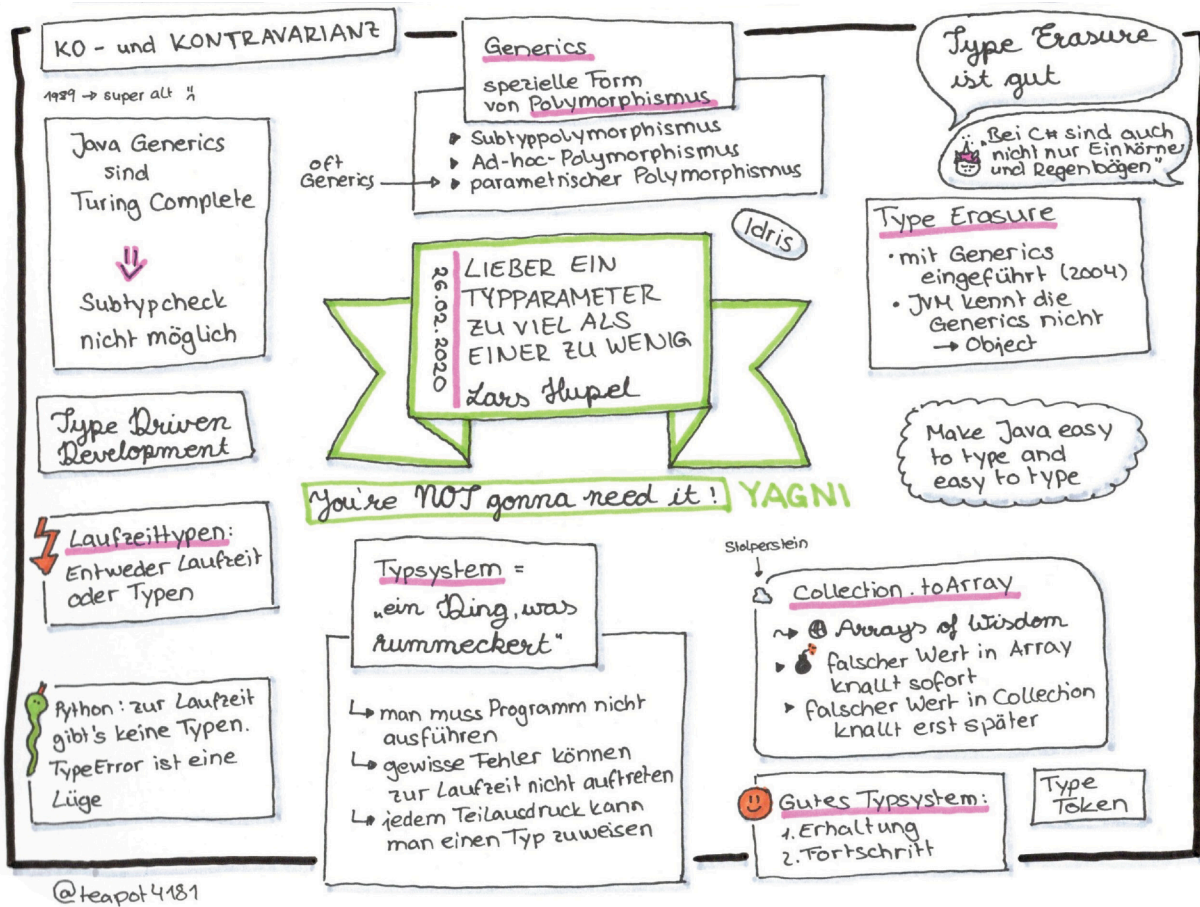 KO- und KONTRAVARIANZ
1989 → super alt
Java Generics
sind
Turing Complete
Subtypcheck
nicht möglich
Type Driven
Development
Laufzeittypen:
Entweder Laufzeit
oder Typen
Python: zur Laufzeit
gibt's keine Typen.
TypeError ist eine
Lüge
@teapot4181
Generics
spezielle Form
von Polymorphismus
Subtyppolymorphismus
Ad-hoc-Polymorphismus
parametrischer Polymorphismus
oft
Generics
Idris
26.02.2020
LIEBER EIN
TYPPARAMETER
ZU VIEL ALS
EINER ZU WENIG
Lars Hupel
You're NOT gonna need it! YAGNI
Typsystem =
„ein Ding, was
rummeckert"
man muss Programm nicht
ausführen
gewisse Fehler können
zur Laufzeit nicht auftreten
jedem Teilausdruck kann
man einen Typ zuweisen
Type Erasure
ist gut
„Bei C# sind auch
nicht nur Einhörner
und Regenbögen"
Type Erasure
• mit Generics
eingeführt (2004)
• JVM kennt die
Generics nicht
→ Object
Make Java easy
to type and
easy to type
Stolperstein
Collection.toArray
Arrays of Wisdom
falscher Wert in Array
knallt sofort
falscher Wert in Collection
knallt erst später
Gutes Typsystem:
1. Erhaltung
2. Fortschritt
Type
Token